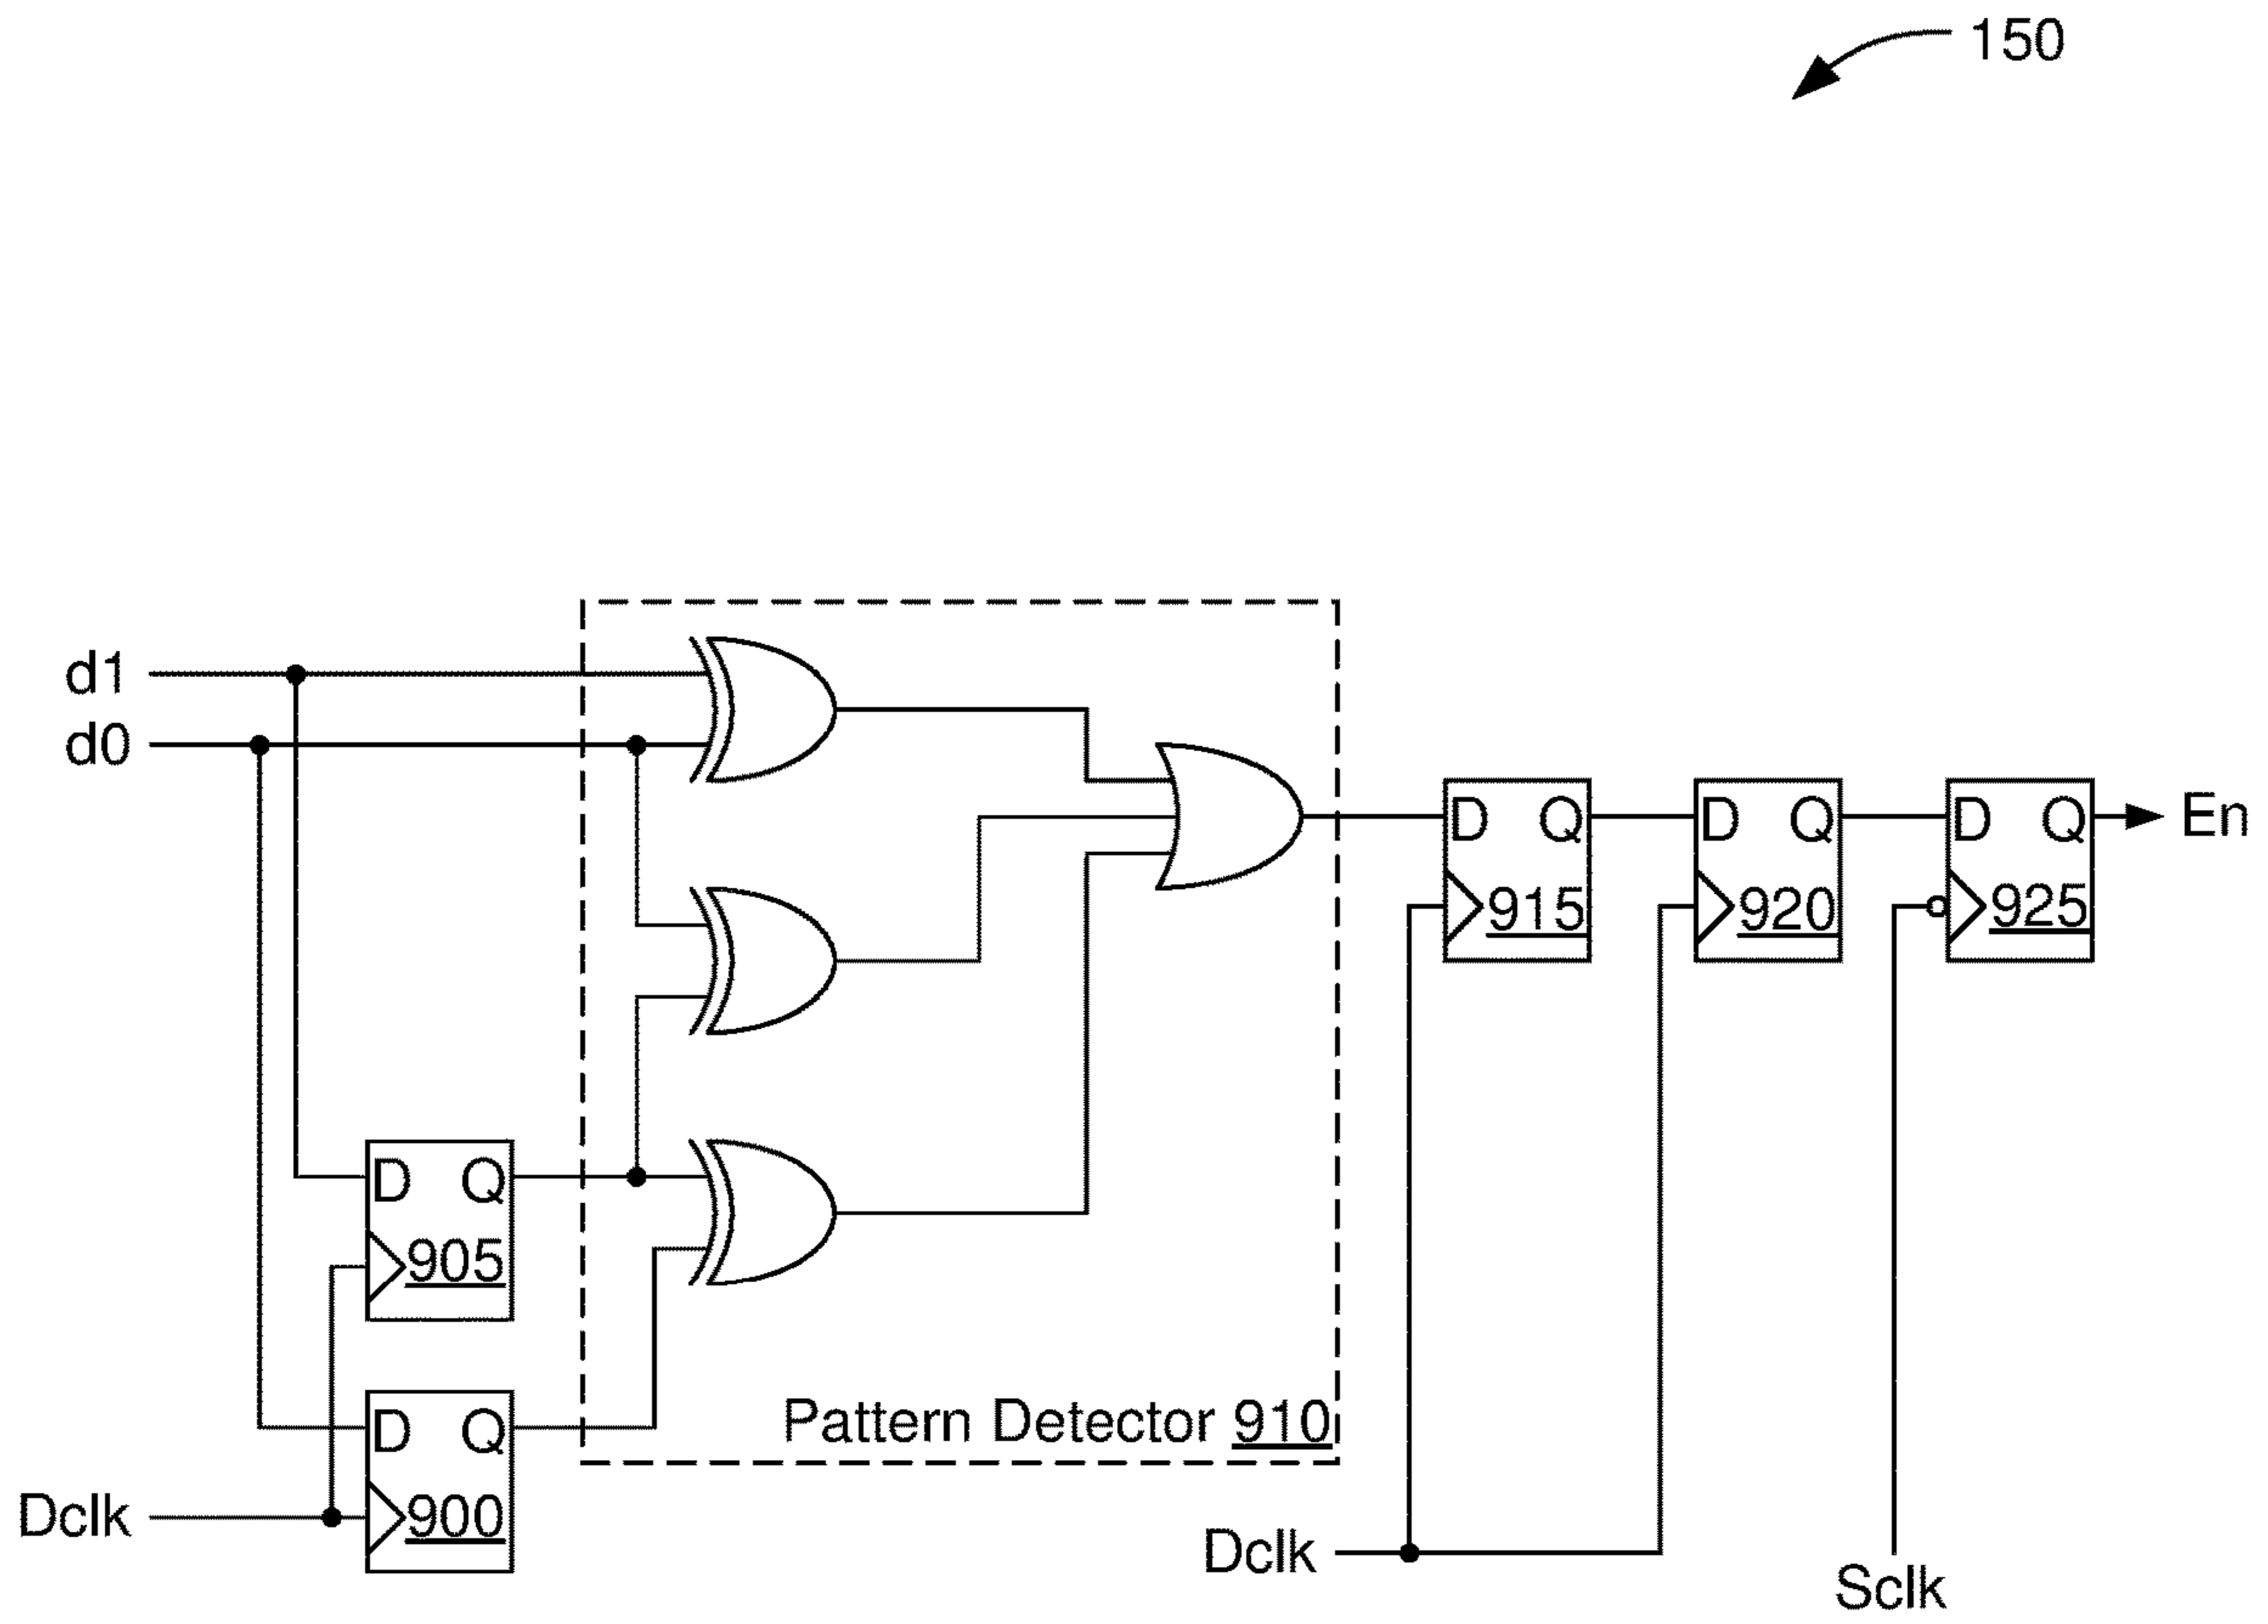 150
d1
d0
D Q
915
D Q
920
D Q
925
En
D Q
905
D Q
900
Pattern Detector 910
Dclk
Dclk
Sclk